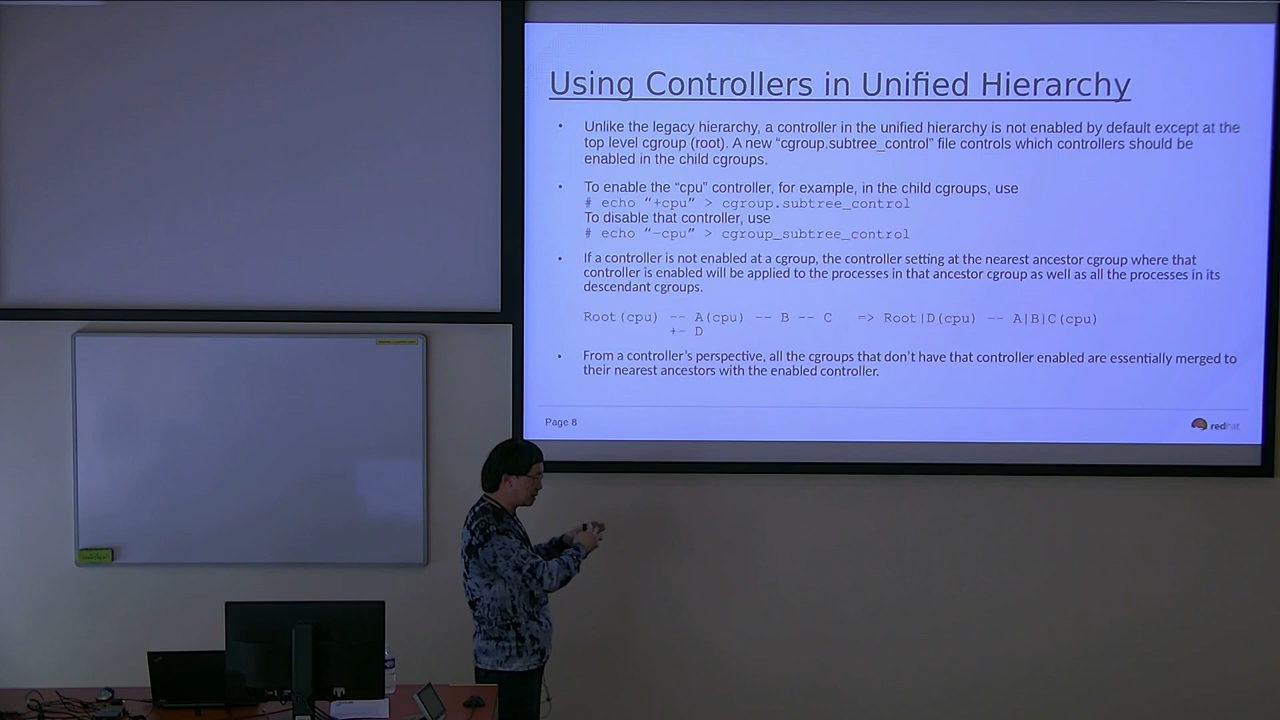 Using Controllers in Unified Hierarchy
• Unlike the legacy hierarchy, a controller in the unified hierarchy is not enabled by default except at the
top level cgroup (root). A new “cgroup.subtree_control” file controls which controllers should be
enabled in the child cgroups.
• To enable the “cpu” controller, for example, in the child cgroups, use
# echo “+cpu” > cgroup.subtree_control
To disable that controller, use
# echo “−cpu” > cgroup_subtree_control
• If a controller is not enabled at a cgroup, the controller setting at the nearest ancestor cgroup where that
controller is enabled will be applied to the processes in that ancestor cgroup as well as all the processes in its
descendant cgroups.
Root(cpu) -- A(cpu) -- B -- C => Root|D(cpu) -- A|B|C(cpu)
+- D
• From a controller's perspective, all the cgroups that don't have that controller enabled are essentially merged to
their nearest ancestors with the enabled controller.
Page 8
redhat